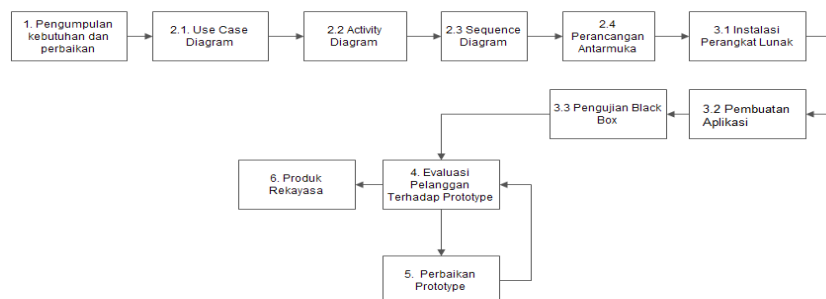 1. Pengumpulan
kebutuhan dan
perbaikan
2.1. Use Case
Diagram
2.2 Activity
Diagram
2.3 Sequence
Diagram
2.4
Perancangan
Antarmuka
3.1 Instalasi
Perangkat Lunak
3.3 Pengujian Black
Box
3.2 Pembuatan
Aplikasi
6. Produk
Rekayasa
4. Evaluasi
Pelanggan
Terhadap Prototype
5. Perbaikan
Prototype